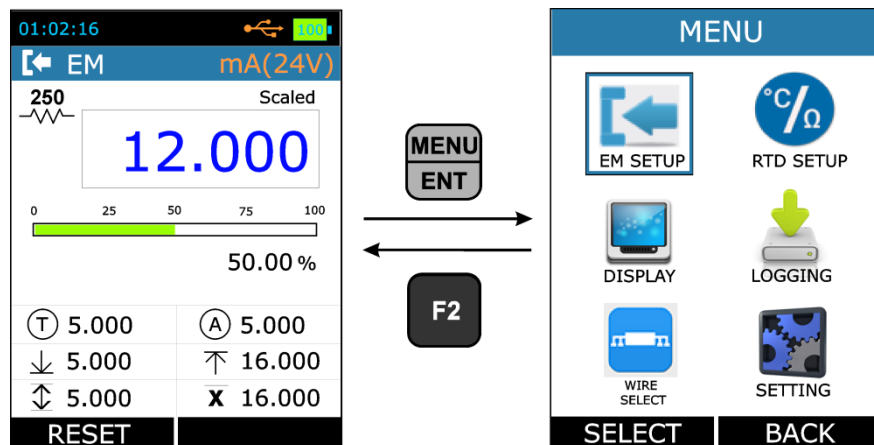 01:02:16 100
EM mA(24V)
250 Scaled
12.000
0 25 50 75 100
50.00 %
T 5.000 A 5.000
5.000 16.000
5.000 X 16.000
RESET
MENU
ENT
F2
MENU
°C/Ω
EM SETUP RTD SETUP
DISPLAY LOGGING
WIRE
SELECT
SETTING
SELECT BACK